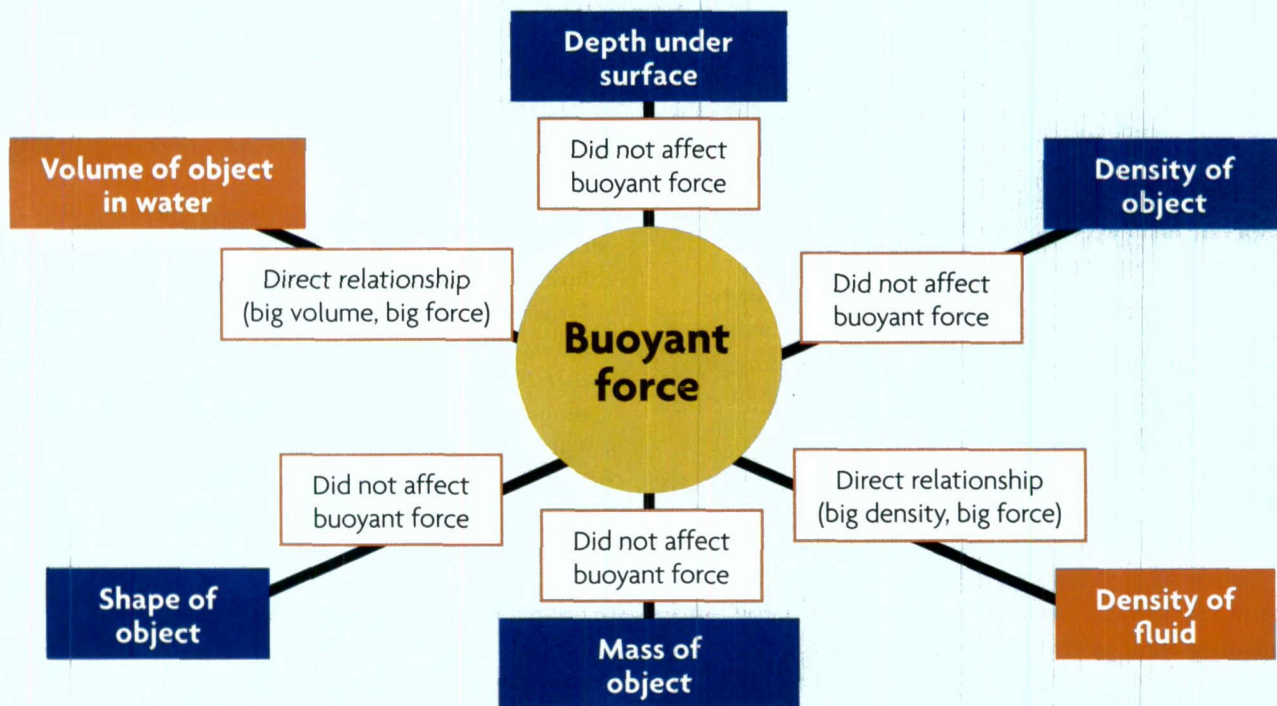 Depth under
surface
Did not affect
buoyant force
Volume of object
in water
Direct relationship
(big volume, big force)
Density of
object
Did not affect
buoyant force
Buoyant
force
Did not affect
buoyant force
Shape of
object
Did not affect
buoyant force
Mass of
object
Direct relationship
(big density, big force)
Density of
fluid